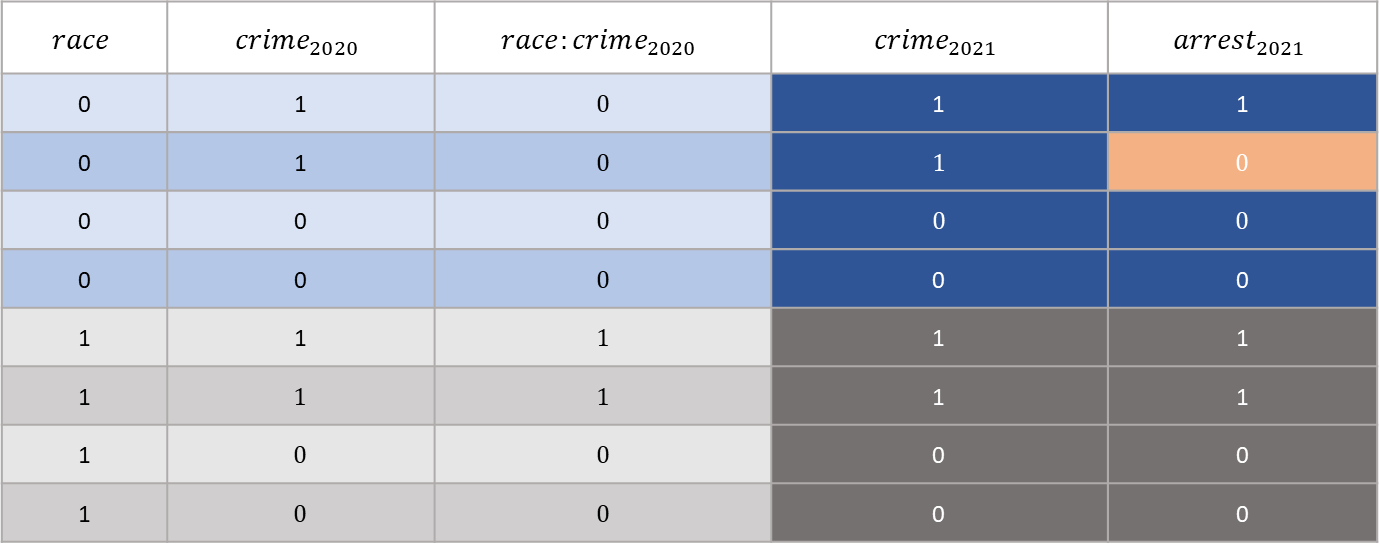 race crime₂₀₂₀ race:crime₂₀₂₀ crime₂₀₂₁ arrest₂₀₂₁
0 1 0 1 1
0 1 0 1 0
0 0 0 0 0
0 0 0 0 0
1 1 1 1 1
1 1 1 1 1
1 0 0 0 0
1 0 0 0 0